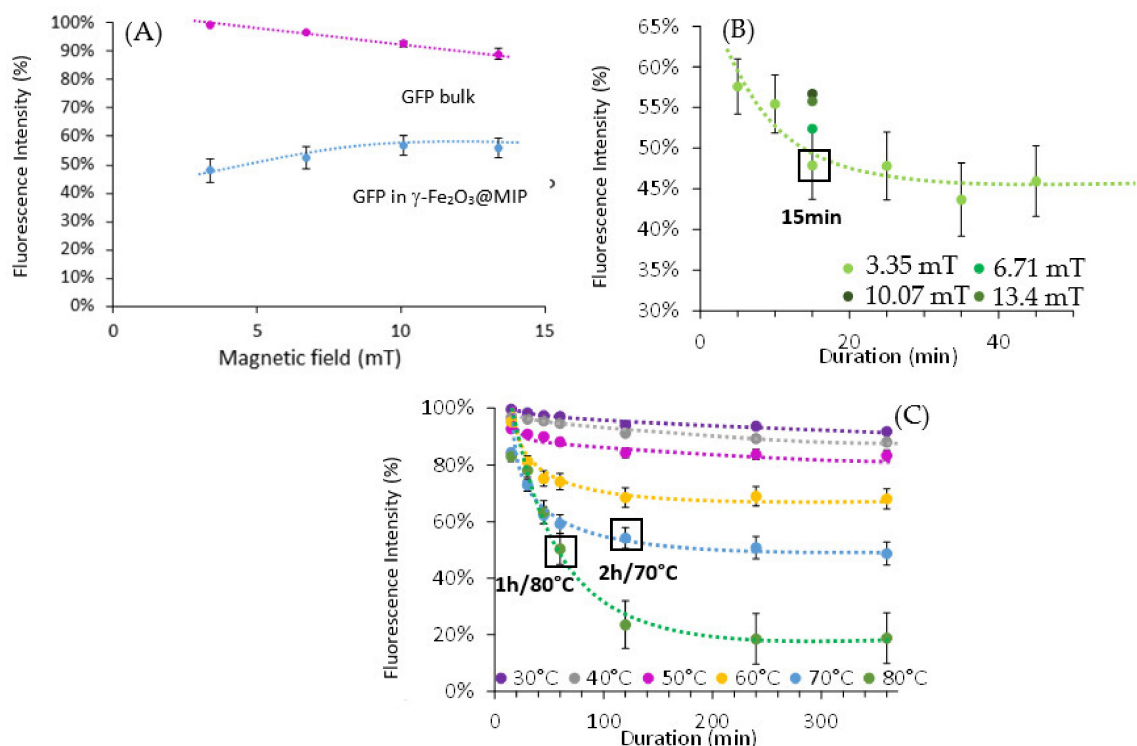 (A)
Fluorescence Intensity (%)
100%
90%
80%
70%
60%
50%
40%
30%
20%
10%
0%
GFP bulk
GFP in γ-Fe₂O₃@MIP
0
5
10
15
Magnetic field (mT)
(B)
Fluorescence Intensity (%)
65%
60%
55%
50%
45%
40%
35%
30%
15min
3.35 mT
6.71 mT
10.07 mT
13.4 mT
0
20
40
Duration (min)
(C)
Fluorescence Intensity (%)
100%
80%
60%
40%
20%
0%
1h/80°C
2h/70°C
30°C
40°C
50°C
60°C
70°C
80°C
0
100
200
300
Duration (min)